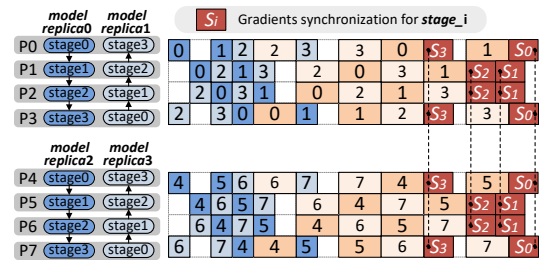 model replica0 model replica1
Si Gradients synchronization for stage_i
P0 stage0 stage3 0 1 2 2 3 3 0 S3 1 S0
P1 stage1 stage2 0 2 1 3 2 0 3 1 S2 S1
P2 stage2 stage1 2 0 3 1 0 2 1 3 S2 S1
P3 stage3 stage0 2 3 0 0 1 1 1 2 S3 3 S0
model replica2 model replica3
P4 stage0 stage3 4 5 6 6 7 7 4 S3 5 S0
P5 stage1 stage2 4 6 5 7 6 4 7 5 S2 S1
P6 stage2 stage1 6 4 7 5 4 6 5 7 S2 S1
P7 stage3 stage0 6 7 4 4 5 5 5 6 S3 7 S0